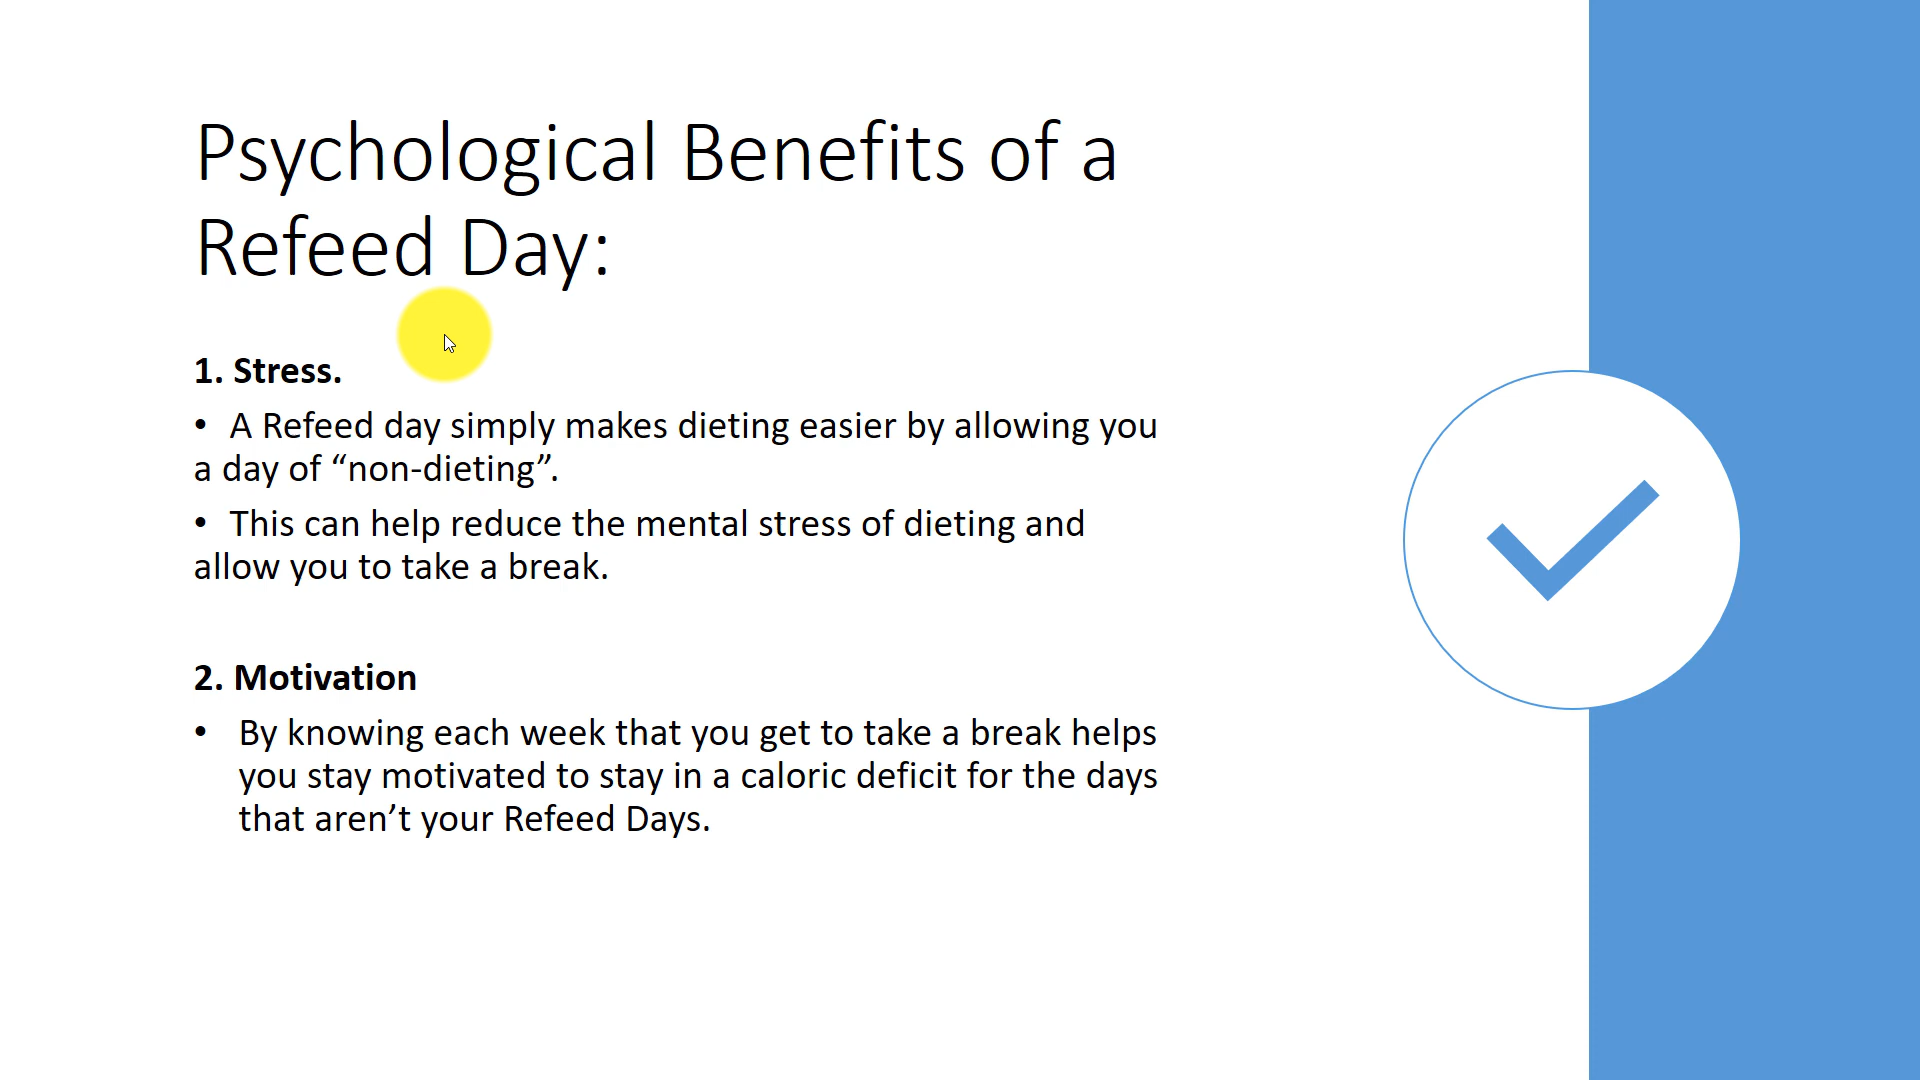 Psychological Benefits of a
Refeed Day:
1. Stress.
• A Refeed day simply makes dieting easier by allowing you
a day of “non-dieting”.
• This can help reduce the mental stress of dieting and
allow you to take a break.
2. Motivation
• By knowing each week that you get to take a break helps
you stay motivated to stay in a caloric deficit for the days
that aren’t your Refeed Days.